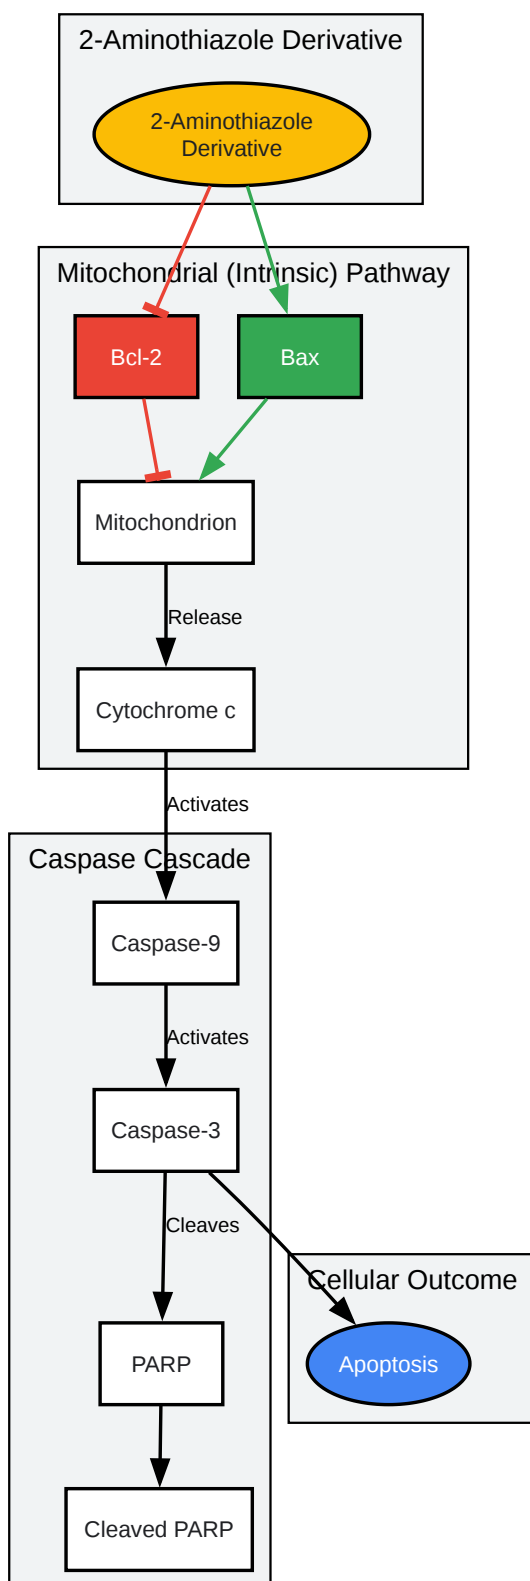 2-Aminothiazole Derivative
2-Aminothiazole
Derivative
Mitochondrial (Intrinsic) Pathway
Bcl-2
Bax
Mitochondrion
Release
Cytochrome c
Activates
Caspase Cascade
Caspase-9
Activates
Caspase-3
Cleaves
Cellular Outcome
PARP
Apoptosis
Cleaved PARP